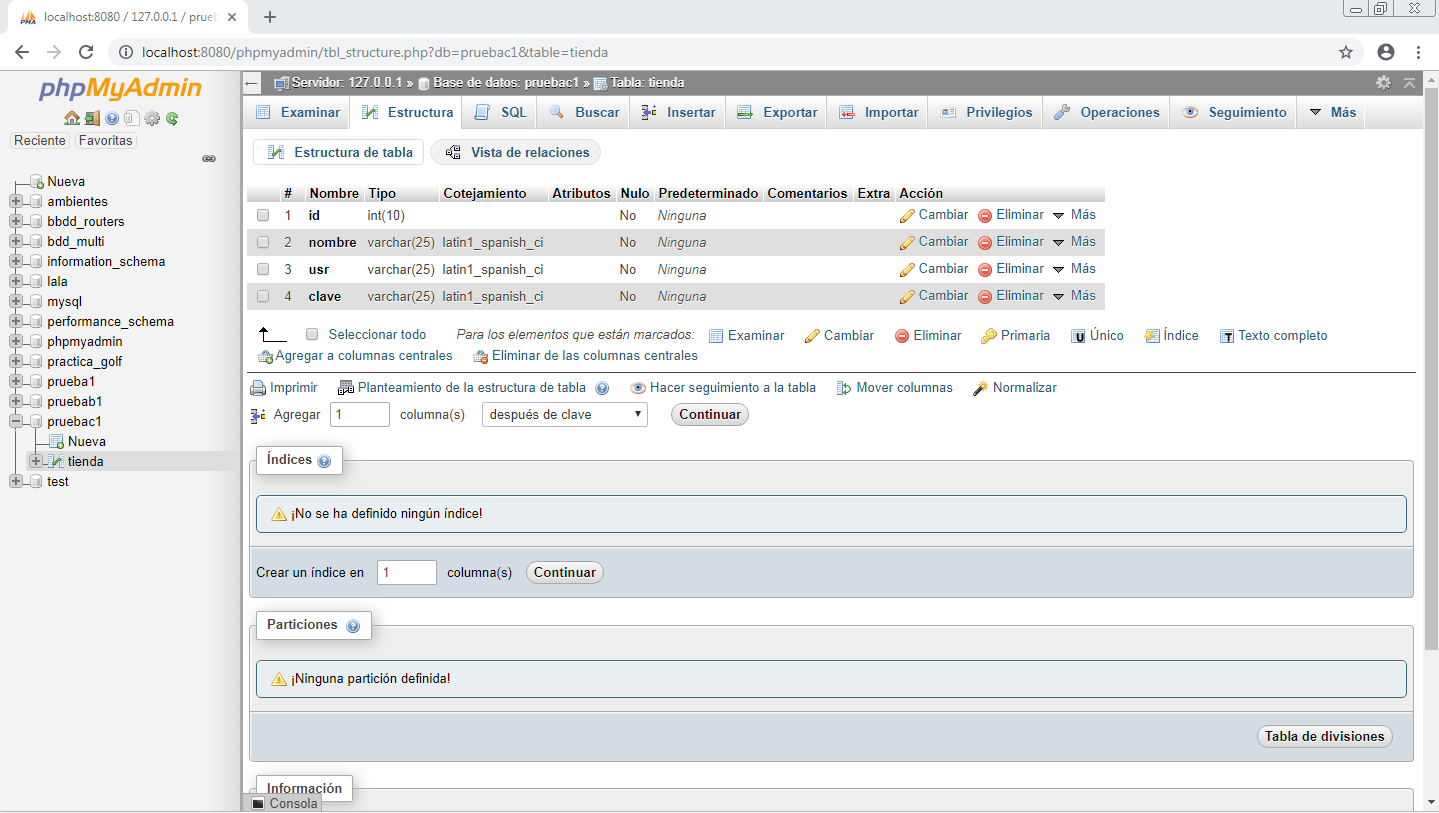 localhost:8080 / 127.0.0.1 / prueb
localhost:8080/phpmyadmin/tbl_structure.php?db=pruebac1&table=tienda
phpMyAdmin
Reciente Favoritas
Nueva
ambientes
bbdd_routers
bdd_multi
information_schema
lala
mysql
performance_schema
phpmyadmin
practica_golf
prueba1
pruebab1
pruebac1
Nueva
tienda
test
Servidor: 127.0.0.1 » Base de datos: pruebac1 » Tabla: tienda
Examinar Estructura SQL Buscar Insertar Exportar Importar Privilegios Operaciones Seguimiento Más
Estructura de tabla Vista de relaciones
# Nombre Tipo Cotejamiento Atributos Nulo Predeterminado Comentarios Extra Acción
1 id int(10) No Ninguna Cambiar Eliminar Más
2 nombre varchar(25) latin1_spanish_ci No Ninguna Cambiar Eliminar Más
3 usr varchar(25) latin1_spanish_ci No Ninguna Cambiar Eliminar Más
4 clave varchar(25) latin1_spanish_ci No Ninguna Cambiar Eliminar Más
Seleccionar todo Para los elementos que están marcados: Examinar Cambiar Eliminar Primaria Único Índice Texto completo
Agregar a columnas centrales Eliminar de las columnas centrales
Imprimir Planteamiento de la estructura de tabla Hacer seguimiento a la tabla Mover columnas Normalizar
Agregar 1 columna(s) después de clave Continuar
Índices
¡No se ha definido ningún índice!
Crear un índice en 1 columna(s) Continuar
Particiones
¡Ninguna partición definida!
Tabla de divisiones
Información
Consola